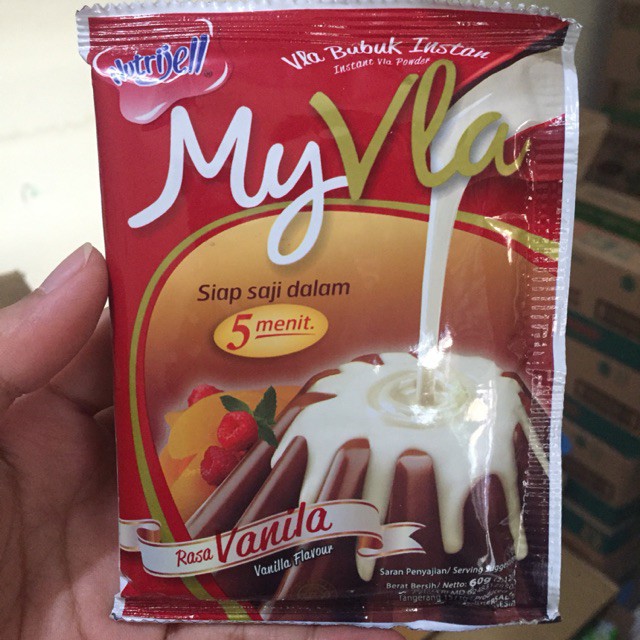 Nutrijell
Vla Bubuk Instan
Instant Vla Powder
MyVla
Siap saji dalam
5 menit.
Rasa Vanila
Vanilla Flavour
Saran Penyajian/ Serving
Berat Bersih/ Netto: 60g
Tangerang